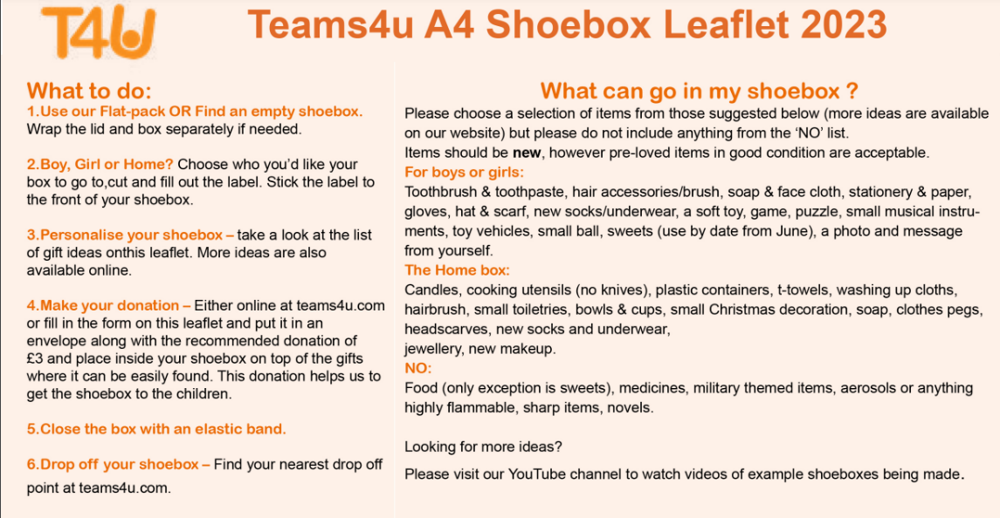 T4U
Teams4u A4 Shoebox Leaflet 2023
What to do:
1.Use our Flat-pack OR Find an empty shoebox.
Wrap the lid and box separately if needed.
2.Boy, Girl or Home? Choose who you’d like your
box to go to,cut and fill out the label. Stick the label to
the front of your shoebox.
3.Personalise your shoebox – take a look at the list
of gift ideas onthis leaflet. More ideas are also
available online.
4.Make your donation – Either online at teams4u.com
or fill in the form on this leaflet and put it in an
envelope along with the recommended donation of
£3 and place inside your shoebox on top of the gifts
where it can be easily found. This donation helps us to
get the shoebox to the children.
5.Close the box with an elastic band.
6.Drop off your shoebox – Find your nearest drop off
point at teams4u.com.
What can go in my shoebox ?
Please choose a selection of items from those suggested below (more ideas are available
on our website) but please do not include anything from the ‘NO’ list.
Items should be new, however pre-loved items in good condition are acceptable.
For boys or girls:
Toothbrush & toothpaste, hair accessories/brush, soap & face cloth, stationery & paper,
gloves, hat & scarf, new socks/underwear, a soft toy, game, puzzle, small musical instru-
ments, toy vehicles, small ball, sweets (use by date from June), a photo and message
from yourself.
The Home box:
Candles, cooking utensils (no knives), plastic containers, t-towels, washing up cloths,
hairbrush, small toiletries, bowls & cups, small Christmas decoration, soap, clothes pegs,
headscarves, new socks and underwear,
jewellery, new makeup.
NO:
Food (only exception is sweets), medicines, military themed items, aerosols or anything
highly flammable, sharp items, novels.
Looking for more ideas?
Please visit our YouTube channel to watch videos of example shoeboxes being made.